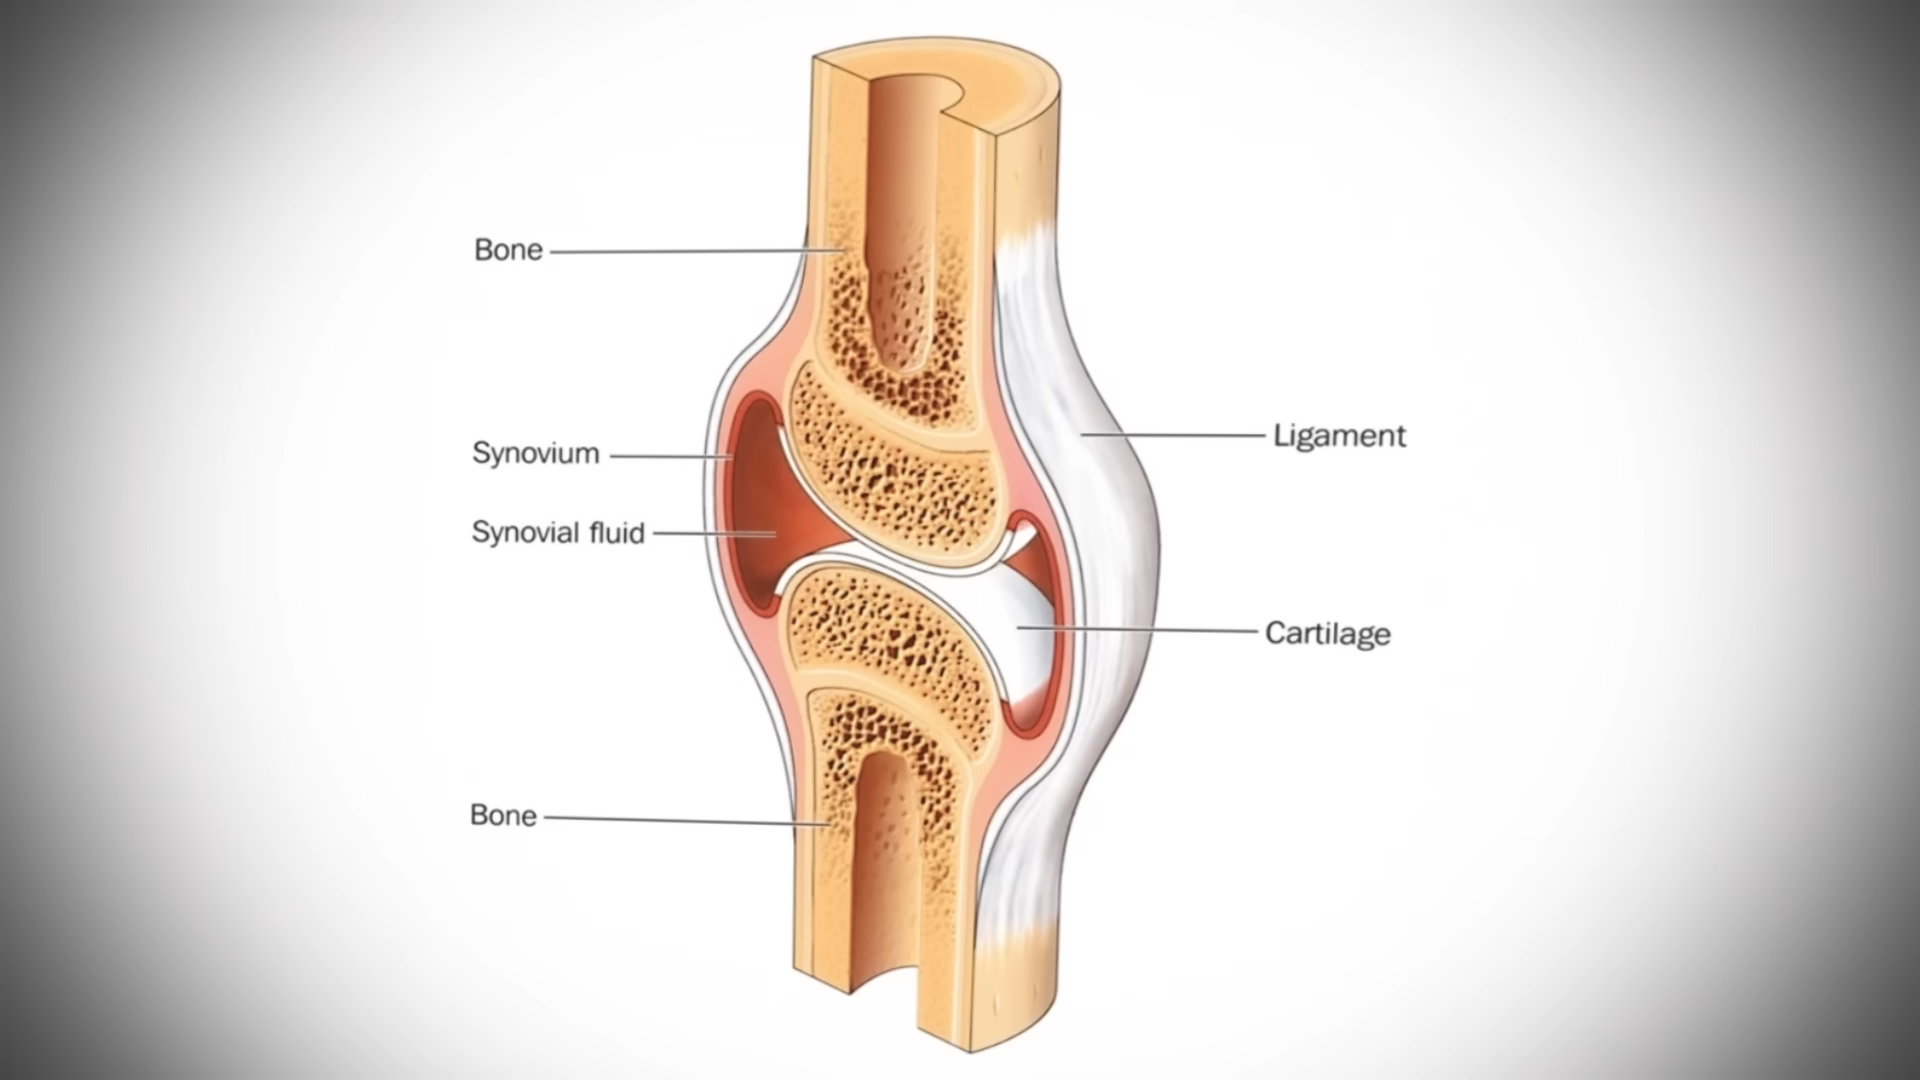 Bone
Ligament
Synovium
Synovial fluid
Cartilage
Bone